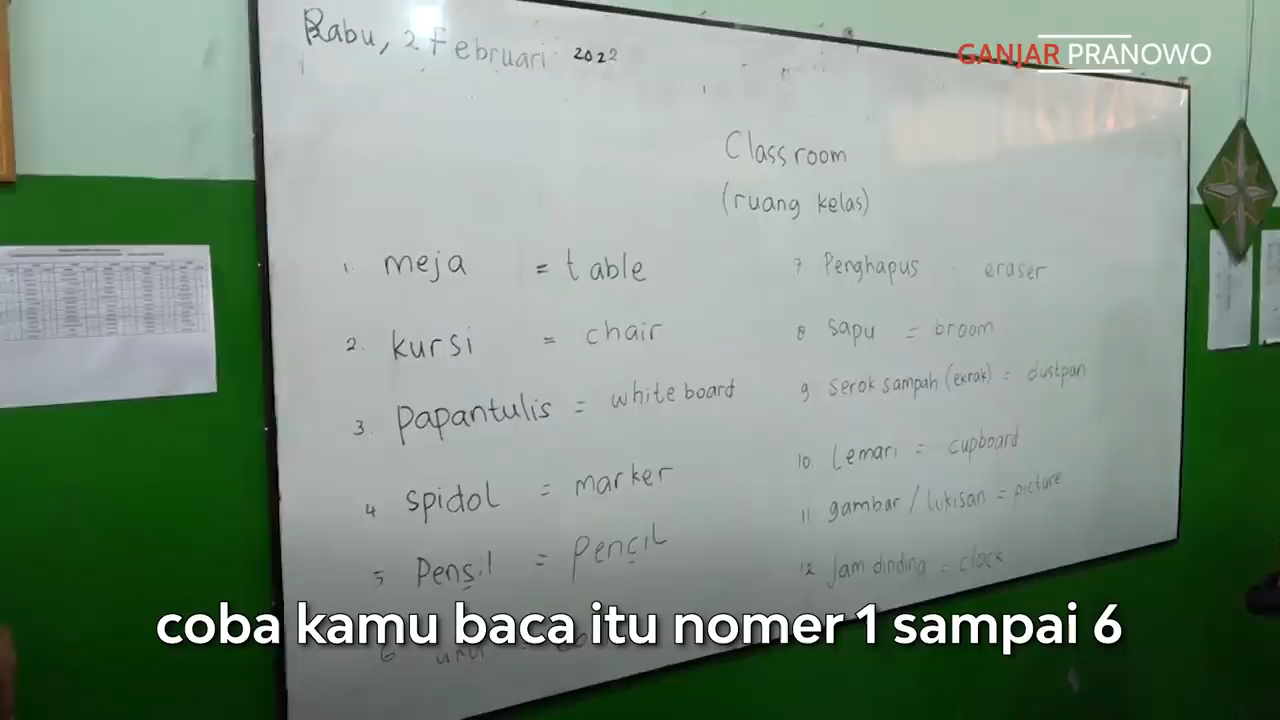 Rabu, 2 Februari 2022
GANJAR PRANOWO
Classroom
(ruang kelas)
1. meja = table
2. kursi = chair
3. papantulis = whiteboard
4. spidol = marker
5. Pensil = pencil
6
7 Penghapus = eraser
8 sapu = broom
9 serok sampah (ekrak) = dustpan
10 Lemari = cupboard
11 gambar / lukisan = picture
12 Jam dinding = clock
coba kamu baca itu nomer 1 sampai 6